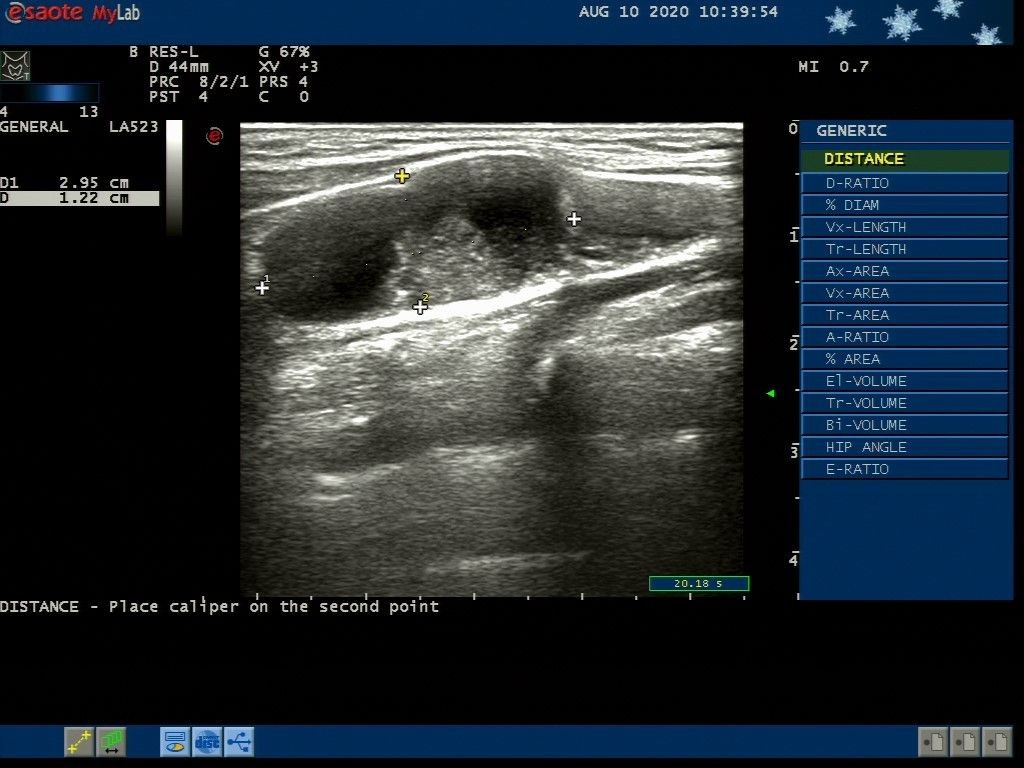 esaote MyLab
AUG 10 2020 10:39:54
B RES-L G 67%
D 44mm XV +3
PRC 8/2/1 PRS 4
PST 4 C 0
MI 0.7
4 13
GENERAL LA523
D1 2.95 cm
D 1.22 cm
e
1
2
0
1
2
3
4
GENERIC
DISTANCE
D-RATIO
% DIAM
Vx-LENGTH
Tr-LENGTH
Ax-AREA
Vx-AREA
Tr-AREA
A-RATIO
% AREA
El-VOLUME
Tr-VOLUME
Bi-VOLUME
HIP ANGLE
E-RATIO
20.18 s
DISTANCE - Place caliper on the second point
disc